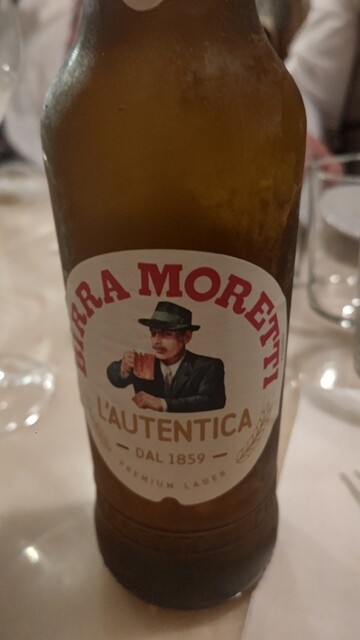 BIRRA MORETTI
L'AUTENTICA
DAL 1859
PREMIUM LAGER